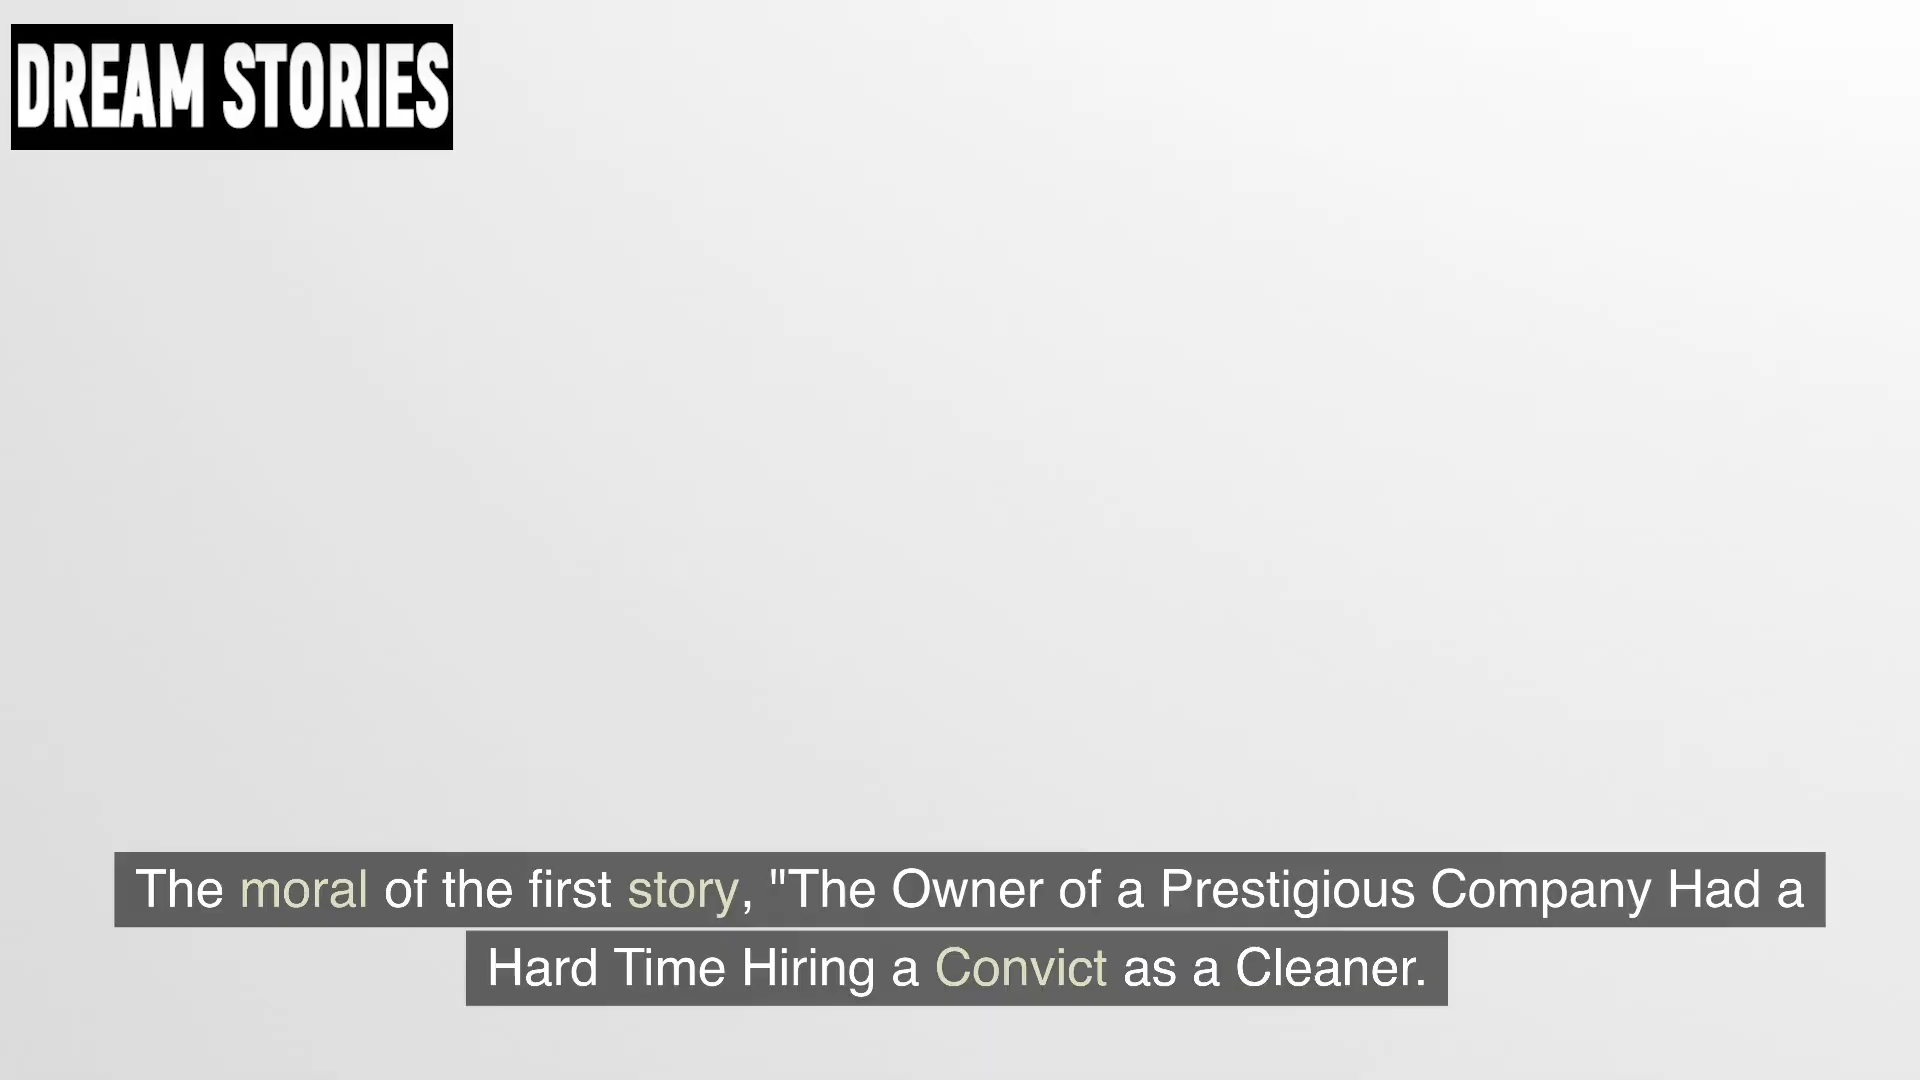 DREAM STORIES
The moral of the first story, "The Owner of a Prestigious Company Had a
Hard Time Hiring a Convict as a Cleaner.